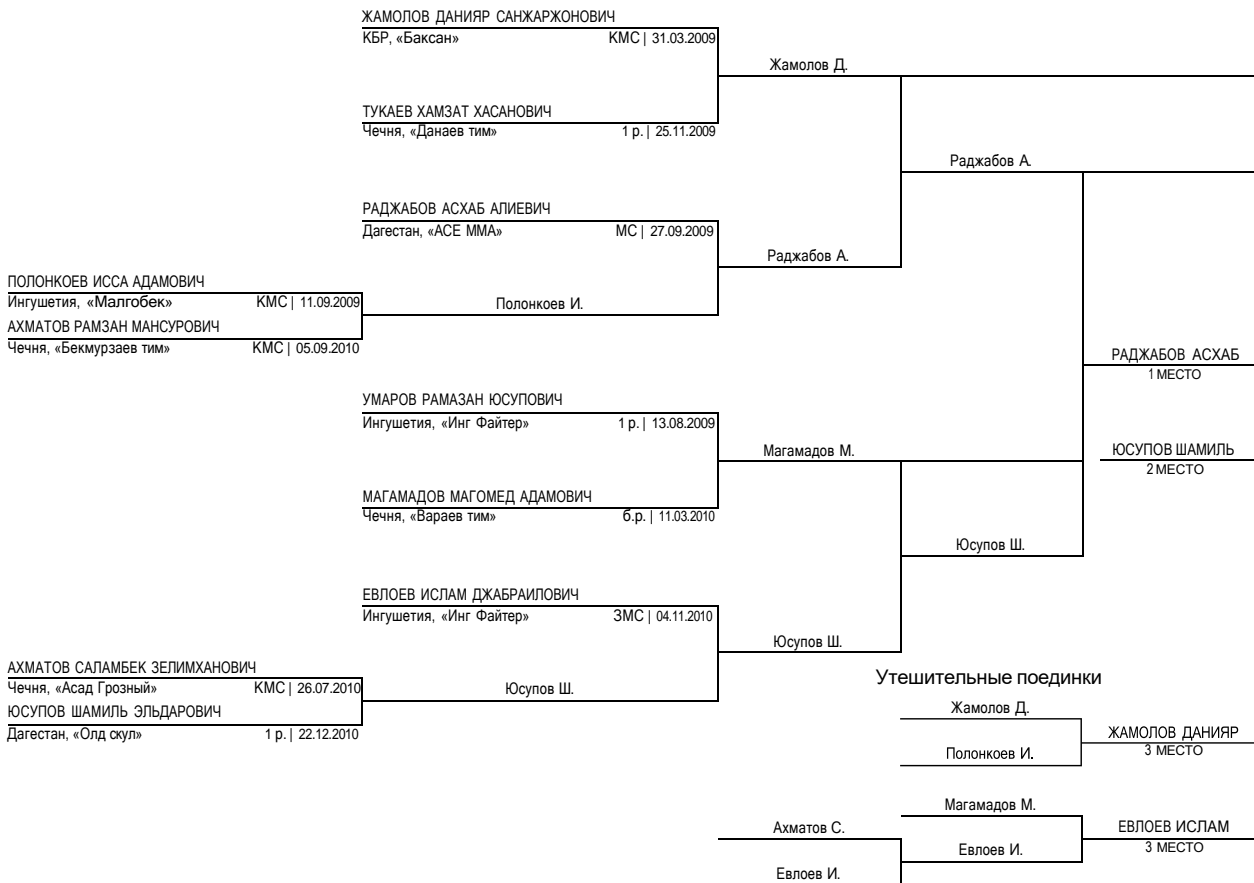 ЖАМОЛОВ ДАНИЯР САНЖАРЖОНОВИЧ
КБР, «Баксан» КМС | 31.03.2009
Жамолов Д.
ТУКАЕВ ХАМЗАТ ХАСАНОВИЧ
Чечня, «Данаев тим» 1 р. | 25.11.2009
Раджабов А.
РАДЖАБОВ АСХАБ АЛИЕВИЧ
Дагестан, «ACE MMA» МС | 27.09.2009
Раджабов А.
ПОЛОНКОЕВ ИССА АДАМОВИЧ
Ингушетия, «Малгобек» КМС | 11.09.2009
Полонкоев И.
АХМАТОВ РАМЗАН МАНСУРОВИЧ
Чечня, «Бекмурзаев тим» КМС | 05.09.2010
РАДЖАБОВ АСХАБ
1 МЕСТО
УМАРОВ РАМАЗАН ЮСУПОВИЧ
Ингушетия, «Инг Файтер» 1 р. | 13.08.2009
Магамадов М.
ЮСУПОВ ШАМИЛЬ
2 МЕСТО
МАГАМАДОВ МАГОМЕД АДАМОВИЧ
Чечня, «Вараев тим» б.р. | 11.03.2010
Юсупов Ш.
ЕВЛОЕВ ИСЛАМ ДЖАБРАИЛОВИЧ
Ингушетия, «Инг Файтер» ЗМС | 04.11.2010
Юсупов Ш.
АХМАТОВ САЛАМБЕК ЗЕЛИМХАНОВИЧ
Чечня, «Асад Грозный» КМС | 26.07.2010
Юсупов Ш.
ЮСУПОВ ШАМИЛЬ ЭЛЬДАРОВИЧ
Дагестан, «Олд скул» 1 р. | 22.12.2010
Утешительные поединки
Жамолов Д.
ЖАМОЛОВ ДАНИЯР
3 МЕСТО
Полонкоев И.
Магамадов М.
Ахматов С.
ЕВЛОЕВ ИСЛАМ
3 МЕСТО
Евлоев И.
Евлоев И.